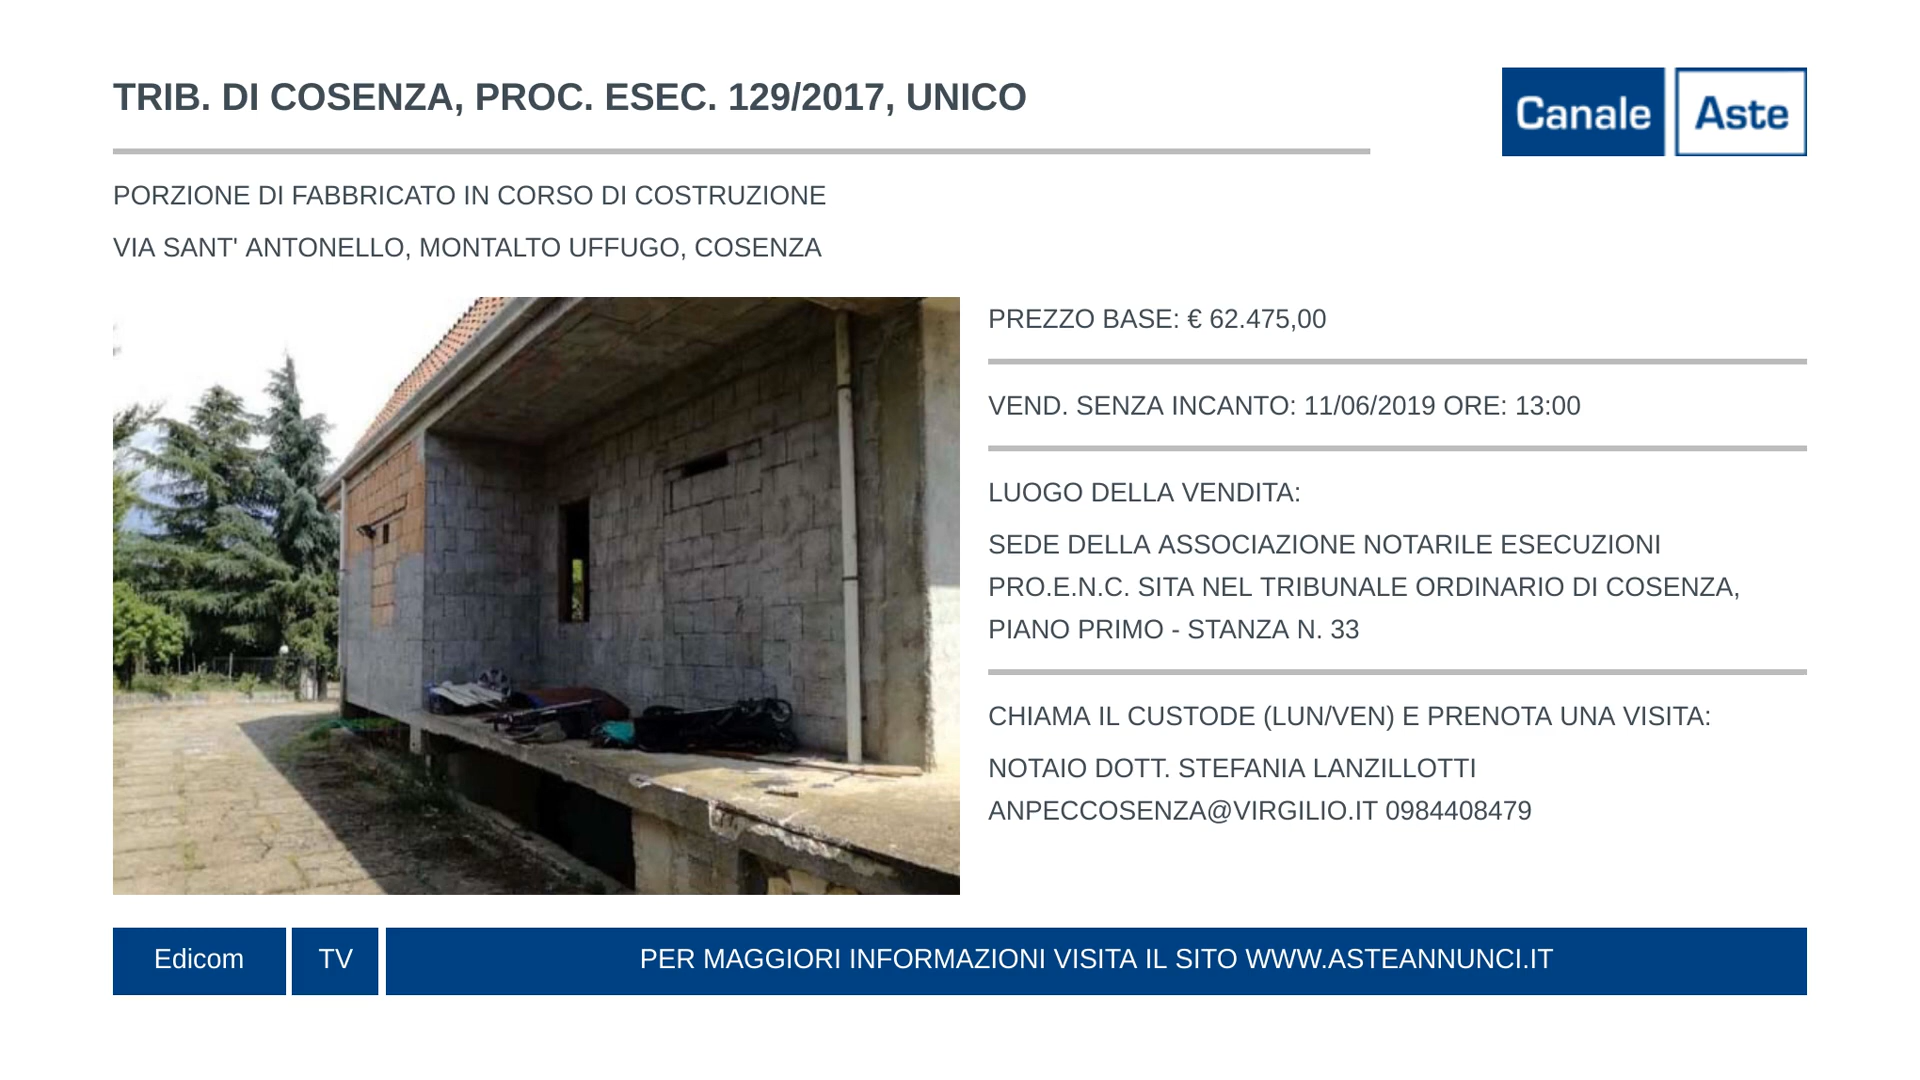 TRIB. DI COSENZA, PROC. ESEC. 129/2017, UNICO
Canale Aste
PORZIONE DI FABBRICATO IN CORSO DI COSTRUZIONE
VIA SANT' ANTONELLO, MONTALTO UFFUGO, COSENZA
PREZZO BASE: € 62.475,00
VEND. SENZA INCANTO: 11/06/2019 ORE: 13:00
LUOGO DELLA VENDITA:
SEDE DELLA ASSOCIAZIONE NOTARILE ESECUZIONI
PRO.E.N.C. SITA NEL TRIBUNALE ORDINARIO DI COSENZA,
PIANO PRIMO - STANZA N. 33
CHIAMA IL CUSTODE (LUN/VEN) E PRENOTA UNA VISITA:
NOTAIO DOTT. STEFANIA LANZILLOTTI
ANPECCOSENZA@VIRGILIO.IT 0984408479
Edicom TV PER MAGGIORI INFORMAZIONI VISITA IL SITO WWW.ASTEANNUNCI.IT